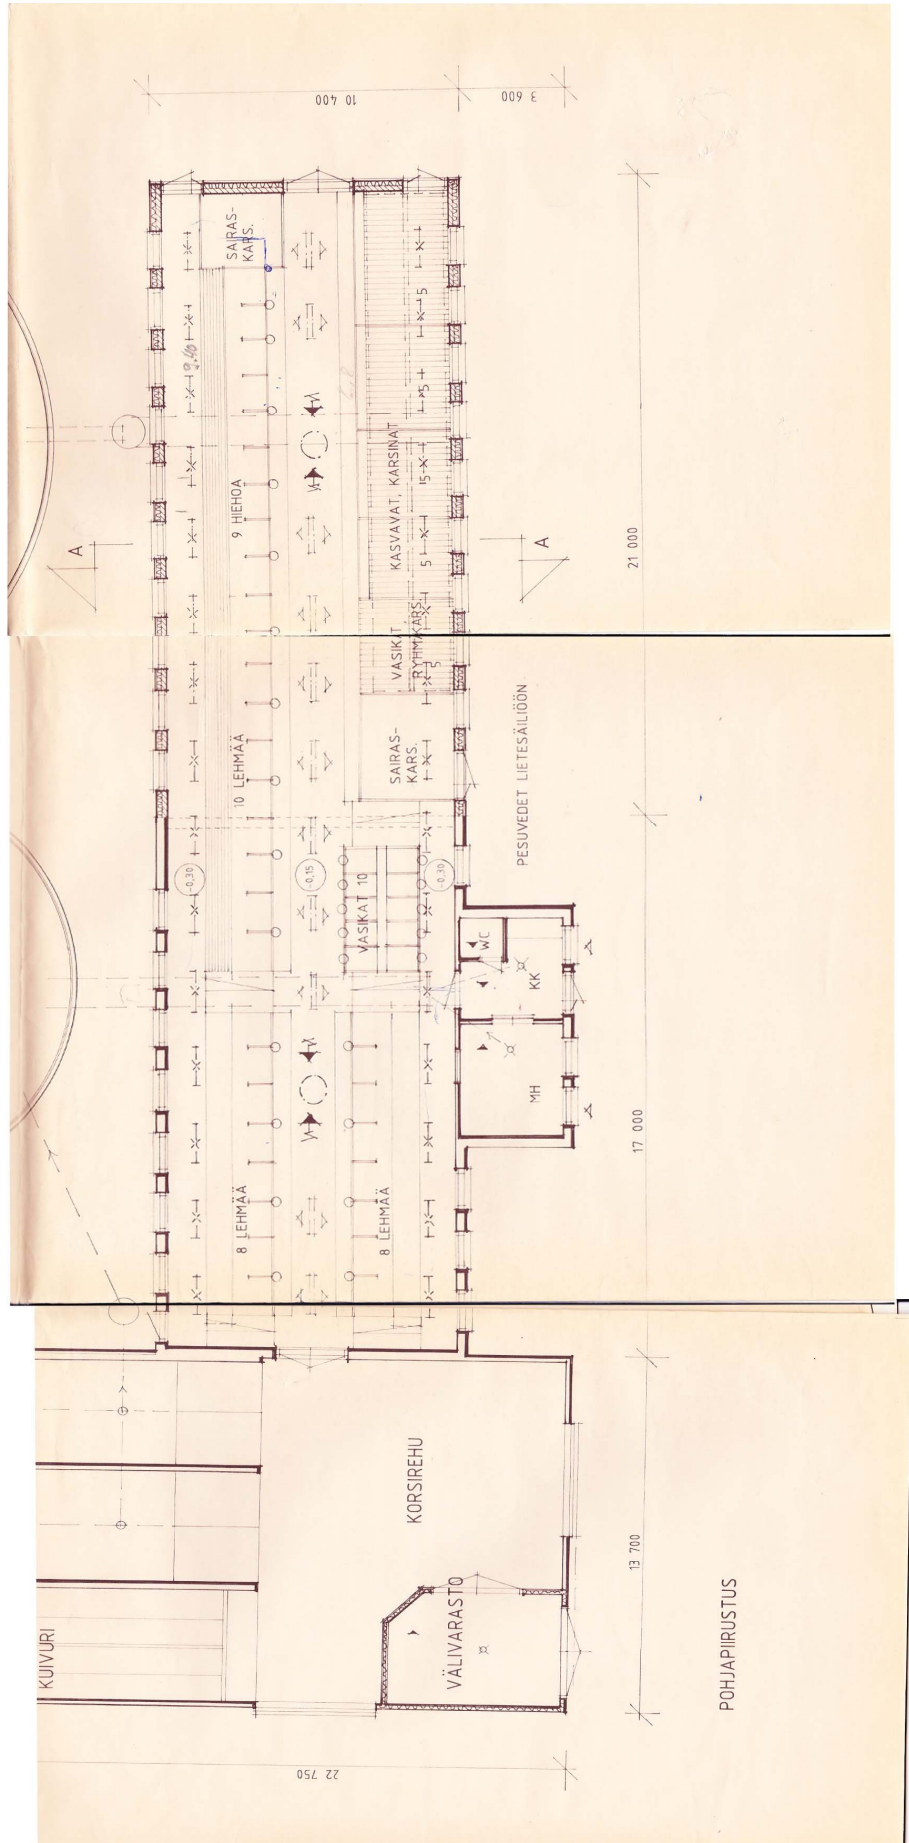 10 400
3 600
SAIRAS-
KARS.
9.40
9 HIEHOA
KASVAVAT, KARSINAT
5
5
15
5
A
A
21 000
VASIKAT
RYHMÄKARS.
5
10 LEHMÄÄ
SAIRAS-
KARS.
PESUVEDET LIETESÄILIÖÖN
-0,30
-0,15
-0,30
VASIKAT 10
WC
KK
MH
17 000
8 LEHMÄÄ
8 LEHMÄÄ
KORSIREHU
13 700
VÄLIVARASTO
KUIVURI
POHJAPIIRUSTUS
22 750